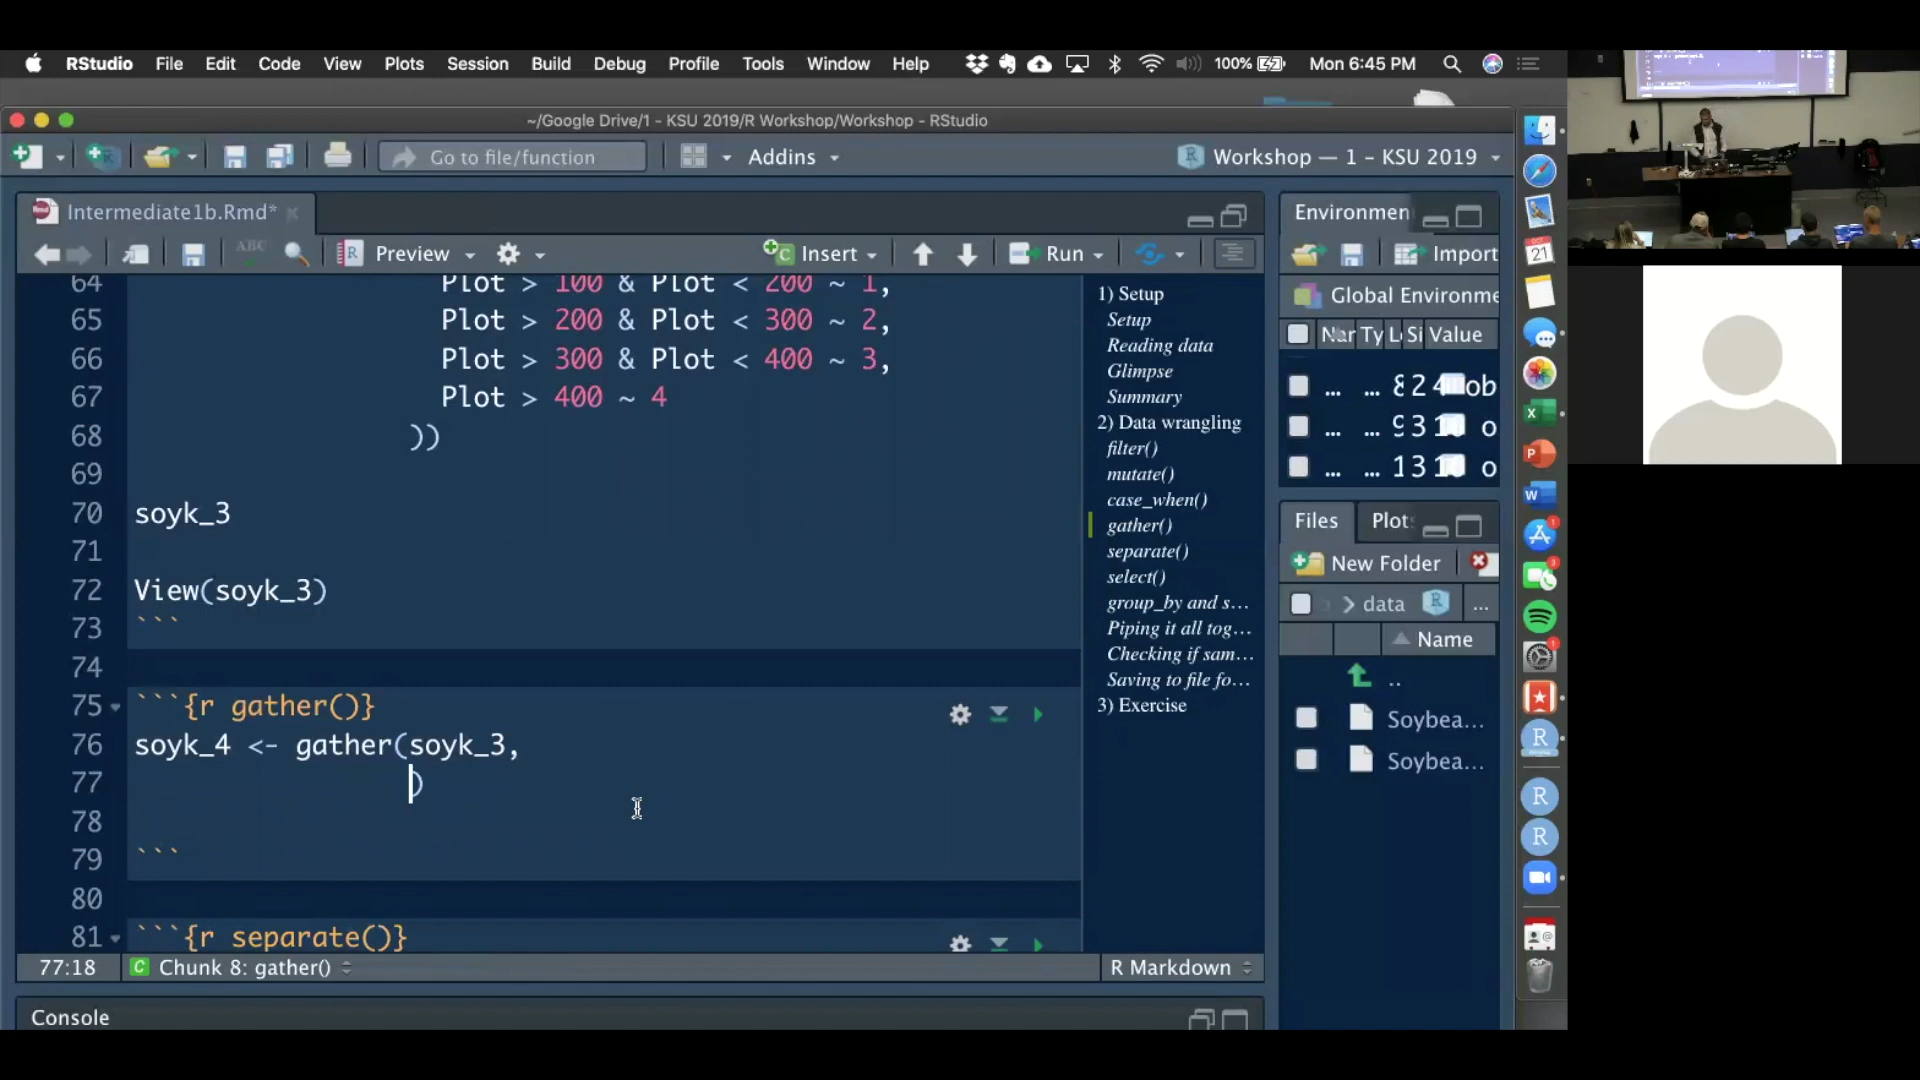 RStudio File Edit Code View Plots Session Build Debug Profile Tools Window Help 100% Mon 6:45 PM
~/Google Drive/1 - KSU 2019/R Workshop/Workshop - RStudio
Go to file/function Addins Workshop — 1 - KSU 2019
Intermediate1b.Rmd*
ABC Preview Insert Run
64 Plot > 100 & Plot < 200 ~ 1,
65 Plot > 200 & Plot < 300 ~ 2,
66 Plot > 300 & Plot < 400 ~ 3,
67 Plot > 400 ~ 4
68 ))
69
70 soyk_3
71
72 View(soyk_3)
73 ```
74
75 ```{r gather()}
76 soyk_4 <- gather(soyk_3,
77 )
78
79 ```
80
81 ```{r separate()}
77:18 Chunk 8: gather() R Markdown
Console
1) Setup
Setup
Reading data
Glimpse
Summary
2) Data wrangling
filter()
mutate()
case_when()
gather()
separate()
select()
group_by and s...
Piping it all tog...
Checking if sam...
Saving to file fo...
3) Exercise
Environmen
Import
Global Environme
Ty Si Value
Files Plot
New Folder
data ...
Name
..
Soybea...
Soybea...
21